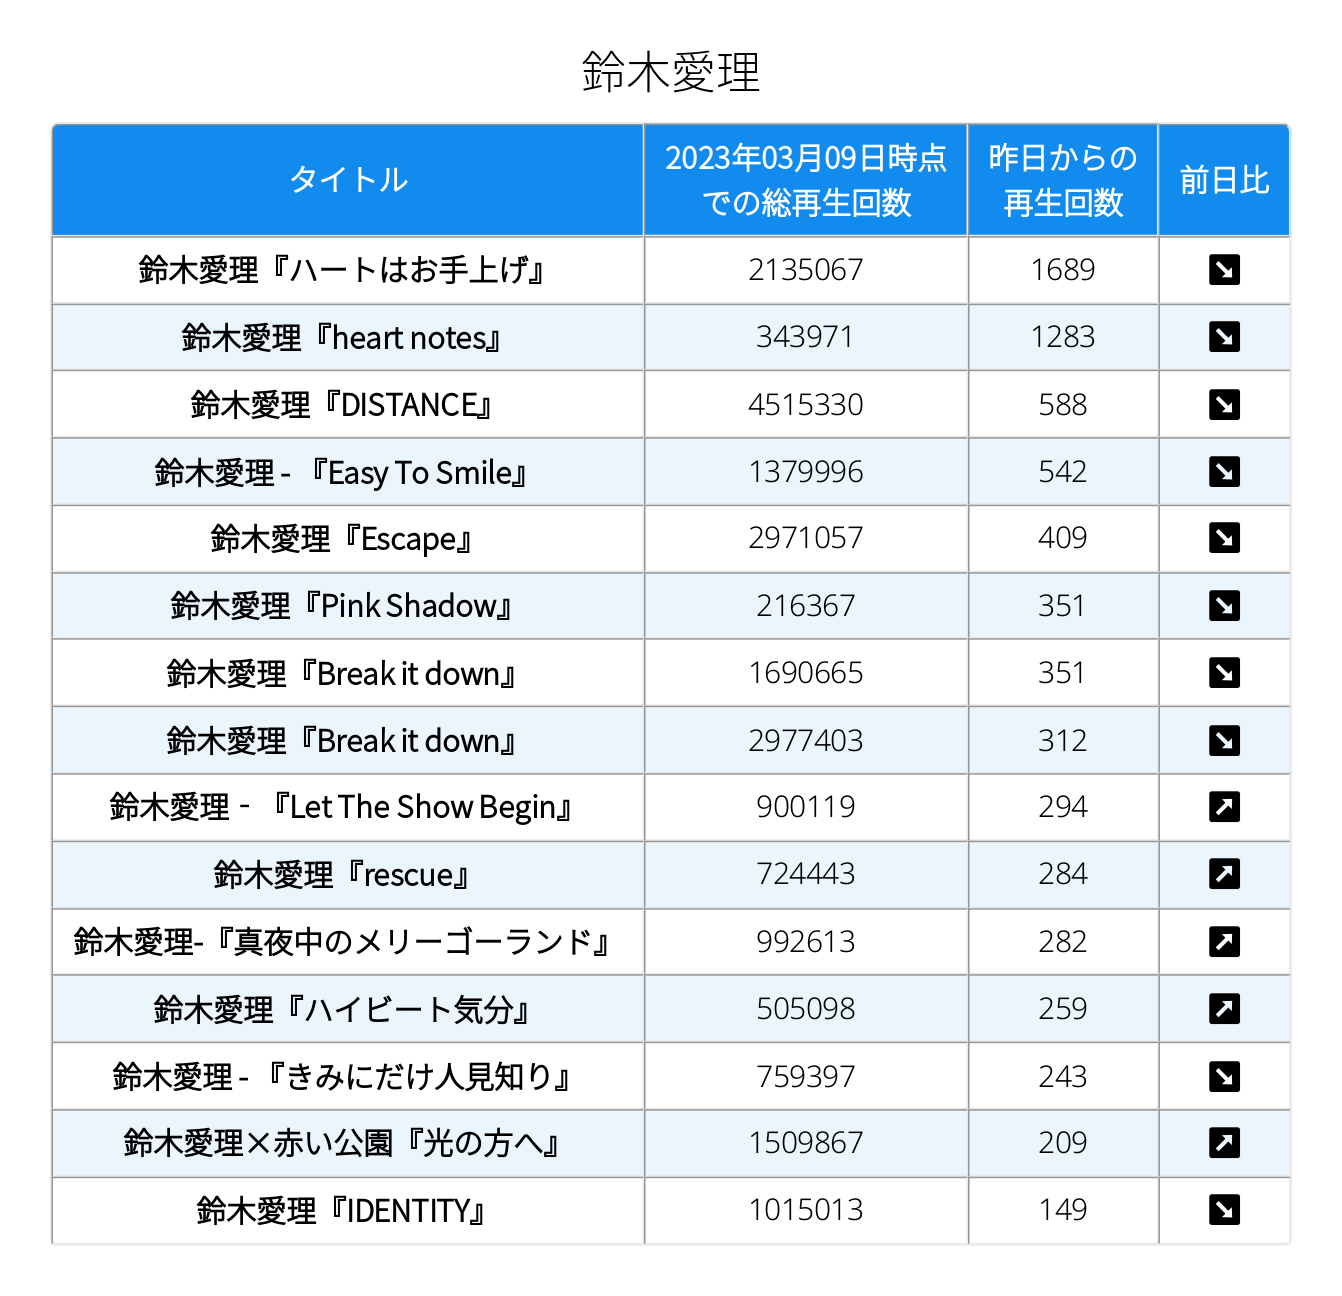 鈴木愛理
タイトル 2023年03月09日時点での総再生回数 昨日からの再生回数 前日比
鈴木愛理『ハートはお手上げ』 2135067 1689 ↘
鈴木愛理『heart notes』 343971 1283 ↘
鈴木愛理『DISTANCE』 4515330 588 ↘
鈴木愛理 - 『Easy To Smile』 1379996 542 ↘
鈴木愛理『Escape』 2971057 409 ↘
鈴木愛理『Pink Shadow』 216367 351 ↘
鈴木愛理『Break it down』 1690665 351 ↘
鈴木愛理『Break it down』 2977403 312 ↘
鈴木愛理 - 『Let The Show Begin』 900119 294 ↗
鈴木愛理『rescue』 724443 284 ↗
鈴木愛理-『真夜中のメリーゴーランド』 992613 282 ↗
鈴木愛理『ハイビート気分』 505098 259 ↗
鈴木愛理 - 『きみにだけ人見知り』 759397 243 ↘
鈴木愛理×赤い公園『光の方へ』 1509867 209 ↗
鈴木愛理『IDENTITY』 1015013 149 ↘